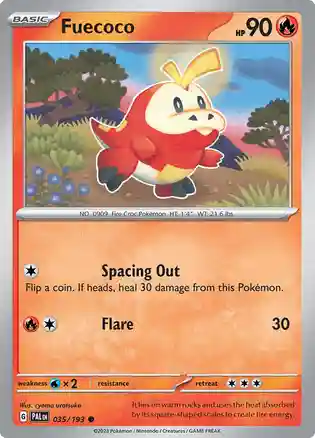 BASIC Fuecoco HP 90
NO. 0909 Fire Croc Pokémon HT: 1'4" WT: 21.6 lbs.
Spacing Out
Flip a coin. If heads, heal 30 damage from this Pokémon.
Flare 30
weakness ×2 resistance retreat
Illus. cyoma uratsuka
G PAL EN 035/193
It lies on warm rocks and uses the heat absorbed
by its square-shaped scales to create fire energy.
©2023 Pokémon / Nintendo / Creatures / GAME FREAK